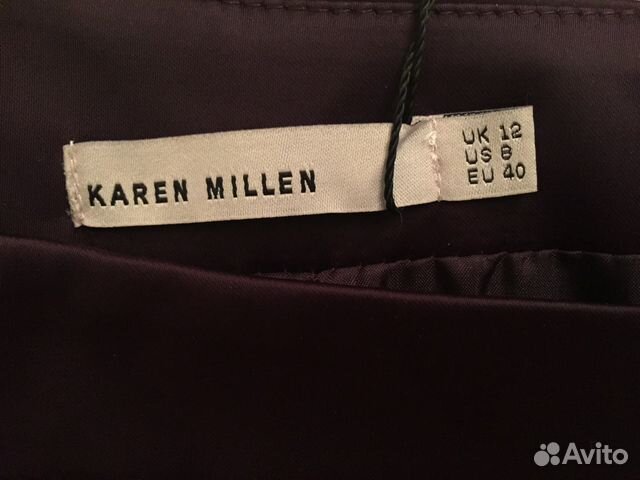 KAREN MILLEN
UK 12
US 8
EU 40
Avito